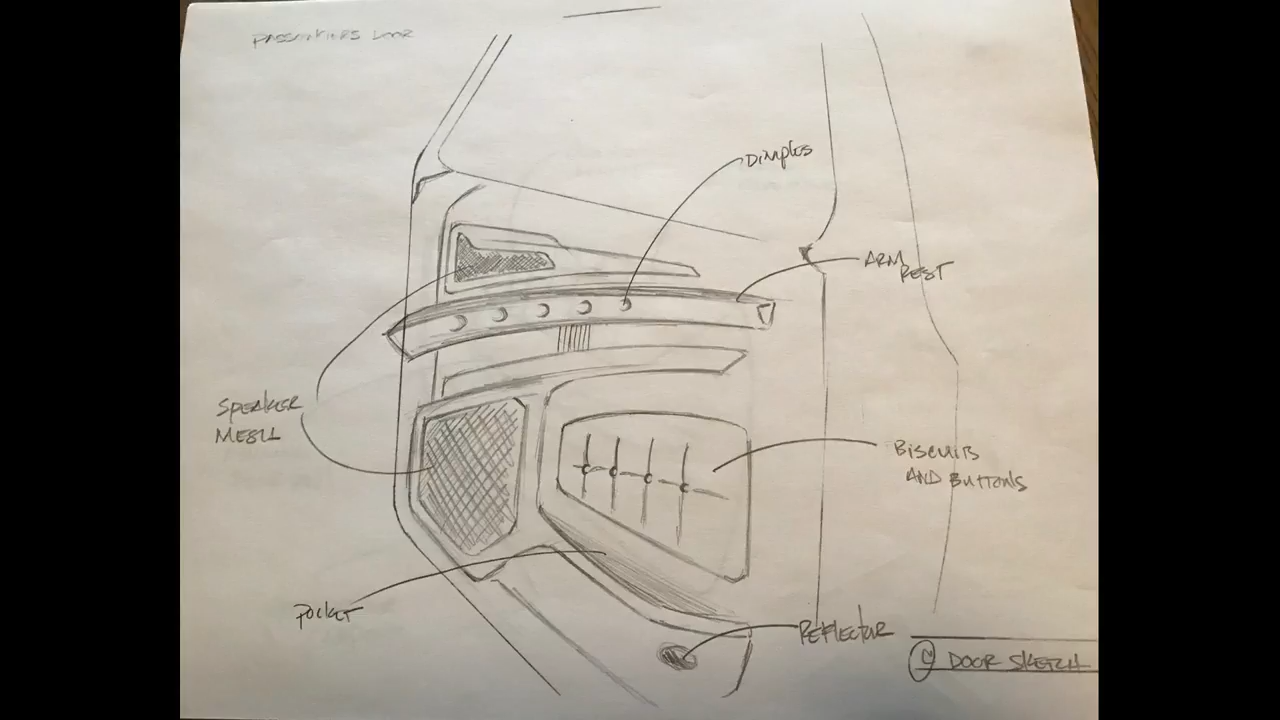 PASSENGERS DOOR
DIMPLES
ARM
REST
SPEAKER
MESH
BISCUITS
AND BUTTONS
POCKET
REFLECTOR
C DOOR SKETCH